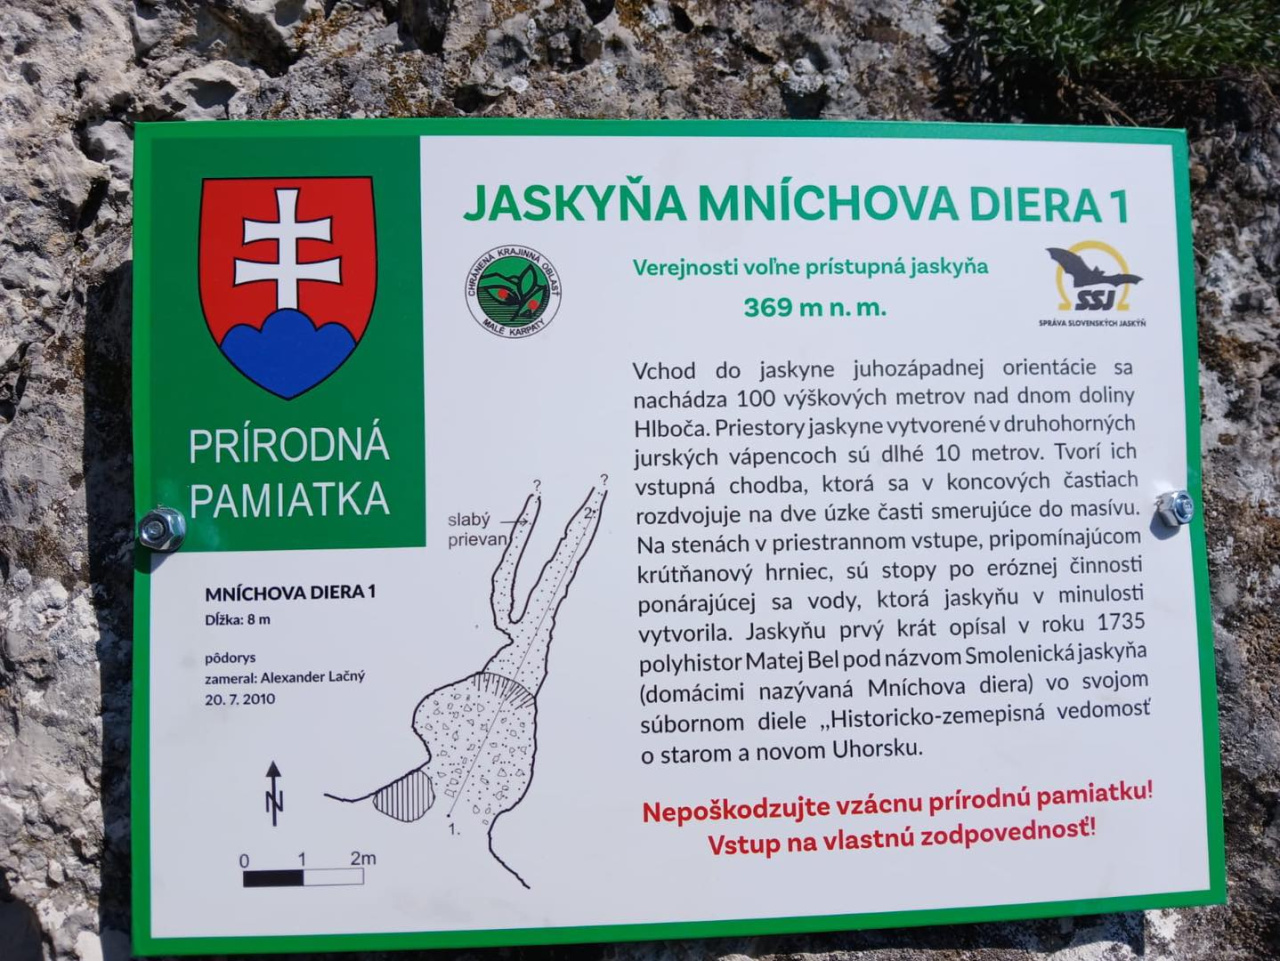 PRÍRODNÁ
PAMIATKA
JASKYŇA MNÍCHOVA DIERA 1
CHRÁNENÁ KRAJINNÁ OBLASŤ
MALÉ KARPATY
Verejnosti voľne prístupná jaskyňa
369 m n. m.
SSJ
SPRÁVA SLOVENSKÝCH JASKÝŇ
Vchod do jaskyne juhozápadnej orientácie sa
nachádza 100 výškových metrov nad dnom doliny
Hlboča. Priestory jaskyne vytvorené v druhohorných
jurských vápencoch sú dlhé 10 metrov. Tvorí ich
vstupná chodba, ktorá sa v koncových častiach
rozdvojuje na dve úzke časti smerujúce do masívu.
Na stenách v priestrannom vstupe, pripomínajúcom
krútňanový hrniec, sú stopy po eróznej činnosti
ponárajúcej sa vody, ktorá jaskyňu v minulosti
vytvorila. Jaskyňu prvý krát opísal v roku 1735
polyhistor Matej Bel pod názvom Smolenická jaskyňa
(domácimi nazývaná Mníchova diera) vo svojom
súbornom diele ,,Historicko-zemepisná vedomosť
o starom a novom Uhorsku.
Nepoškodzujte vzácnu prírodnú pamiatku!
Vstup na vlastnú zodpovednosť!
MNÍCHOVA DIERA 1
Dĺžka: 8 m
pôdorys
zameral: Alexander Lačný
20. 7. 2010
? ?
2.
slabý
prievan
1.
N
0 1 2m